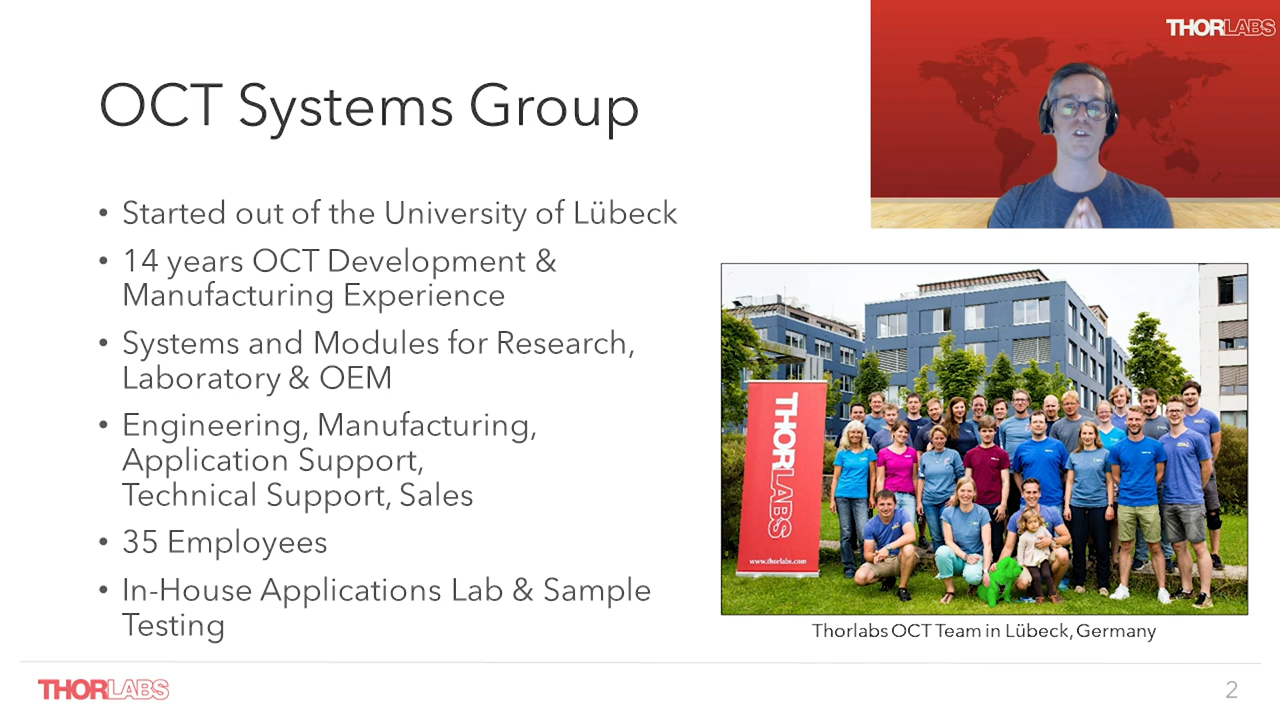 THORLABS
OCT Systems Group
• Started out of the University of Lübeck
• 14 years OCT Development &
Manufacturing Experience
• Systems and Modules for Research,
Laboratory & OEM
• Engineering, Manufacturing,
Application Support,
Technical Support, Sales
• 35 Employees
• In-House Applications Lab & Sample
Testing
THORLABS
www.thorlabs.com
Thorlabs OCT Team in Lübeck, Germany
THORLABS
2